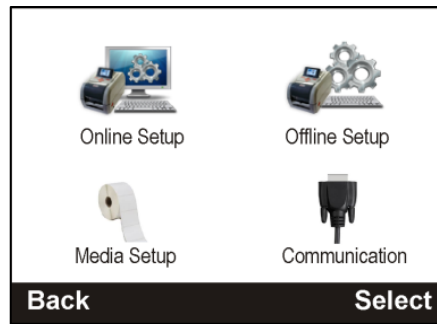 Online Setup
Offline Setup
Media Setup
Communication
Back
Select